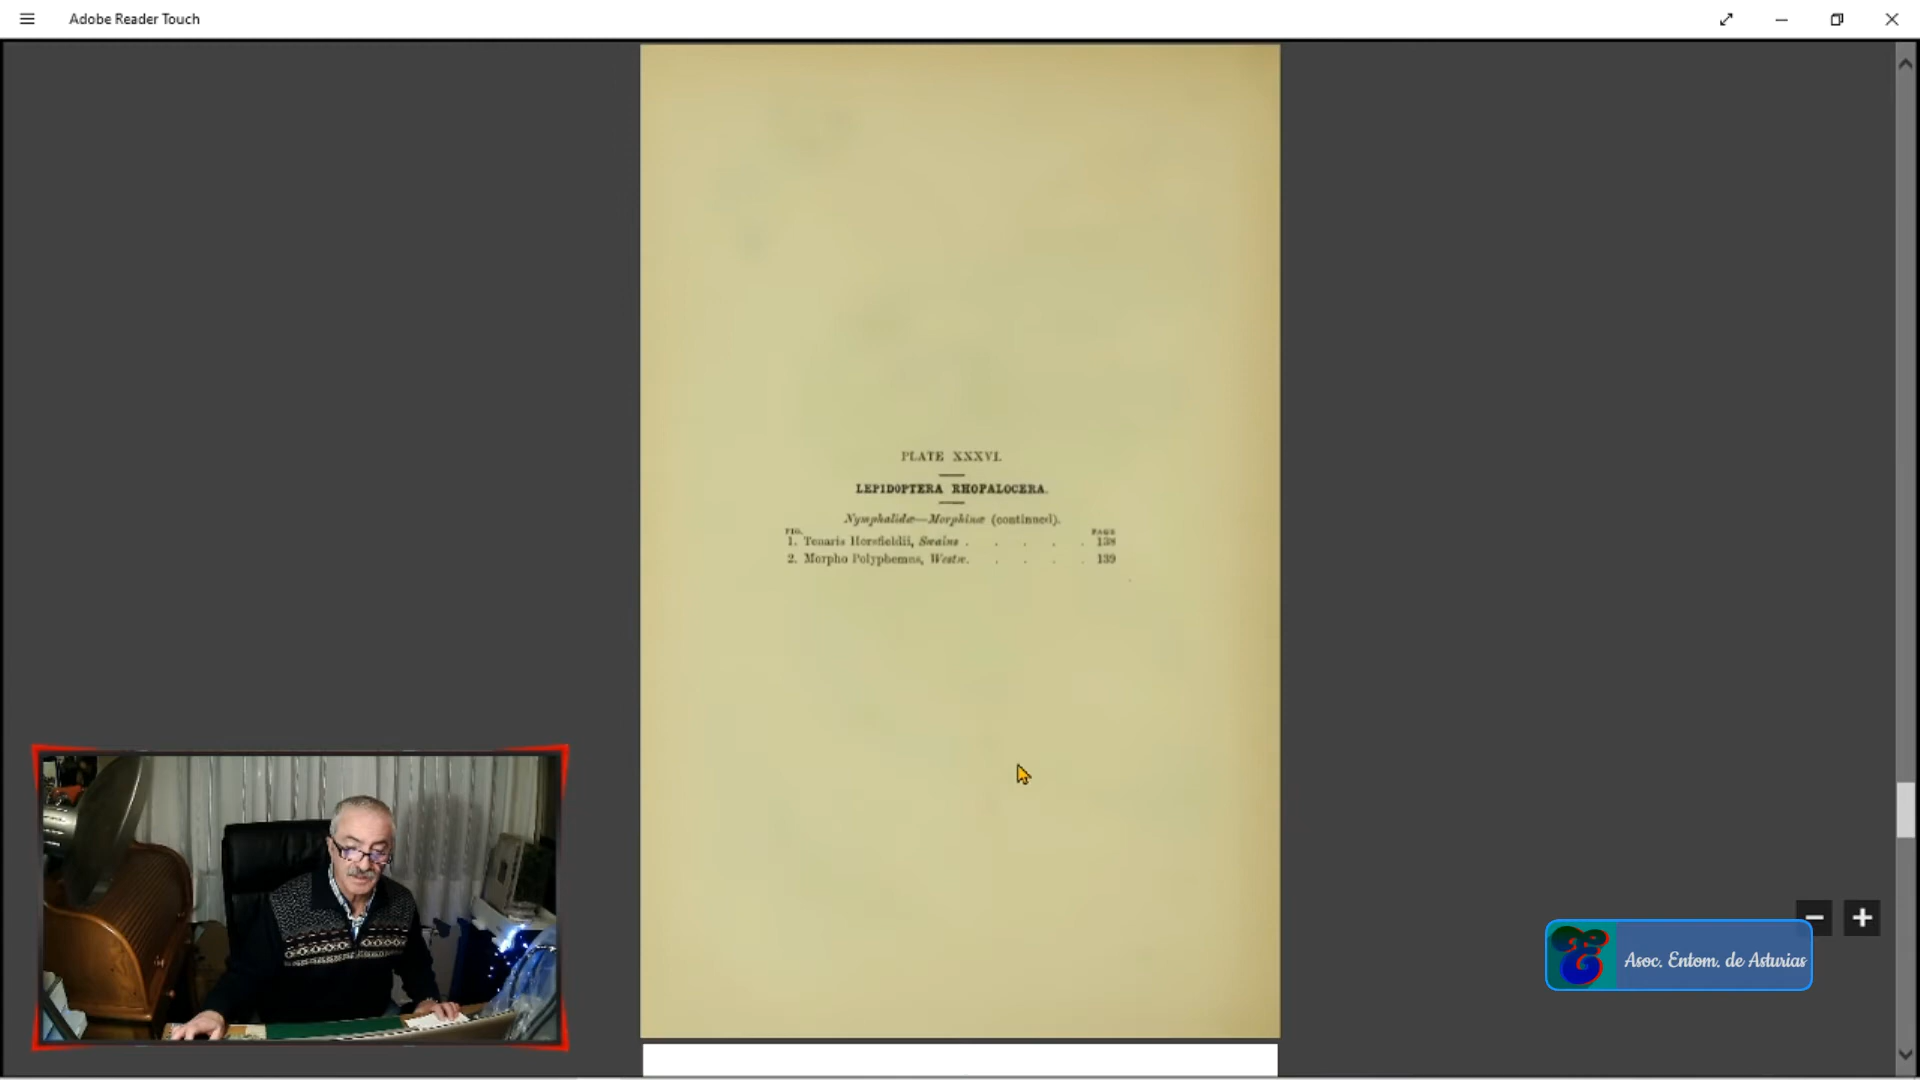 Adobe Reader Touch
PLATE XXXVI.
LEPIDOPTERA RHOPALOCERA.
Nymphalidæ—Morphinæ (continued).
FIG. PAGE
1. Tenaris Horsfieldii, Swains . . . . . 138
2. Morpho Polyphemus, Westw. . . . . 139
Asoc. Entom. de Asturias